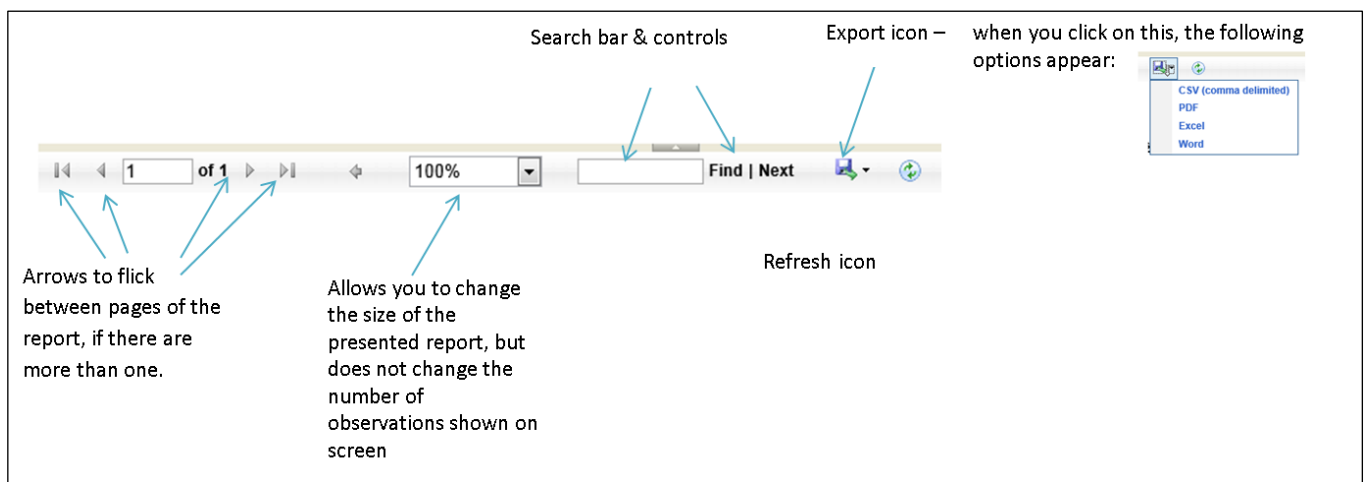 Search bar & controls
Export icon –
when you click on this, the following
options appear:
CSV (comma delimited)
PDF
Excel
Word
1
of 1
100%
Find | Next
Arrows to flick
between pages of the
report, if there are
more than one.
Allows you to change
the size of the
presented report, but
does not change the
number of
observations shown on
screen
Refresh icon